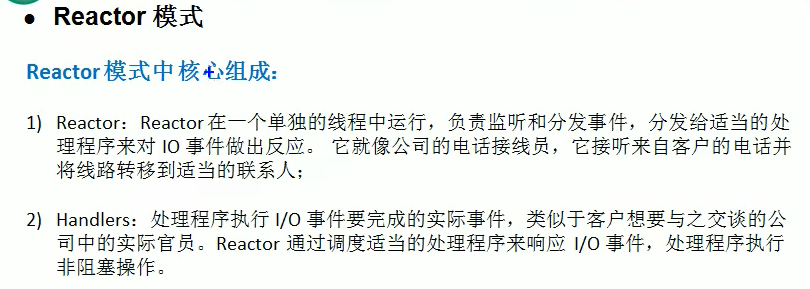 ● Reactor 模式
Reactor模式中核心组成：
1) Reactor：Reactor 在一个单独的线程中运行，负责监听和分发事件，分发给适当的处
理程序来对 IO 事件做出反应。 它就像公司的电话接线员，它接听来自客户的电话并
将线路转移到适当的联系人；
2) Handlers：处理程序执行 I/O 事件要完成的实际事件，类似于客户想要与之交谈的公
司中的实际官员。Reactor 通过调度适当的处理程序来响应 I/O 事件，处理程序执行
非阻塞操作。